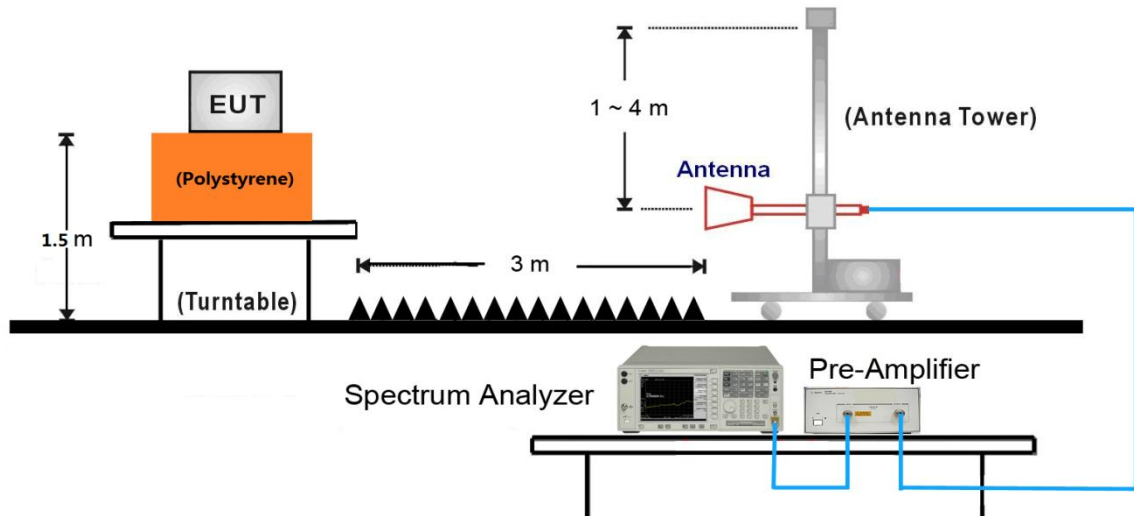 EUT
(Polystyrene)
1.5 m
(Turntable)
3 m
1 ~ 4 m
Antenna
(Antenna Tower)
Spectrum Analyzer
Pre-Amplifier